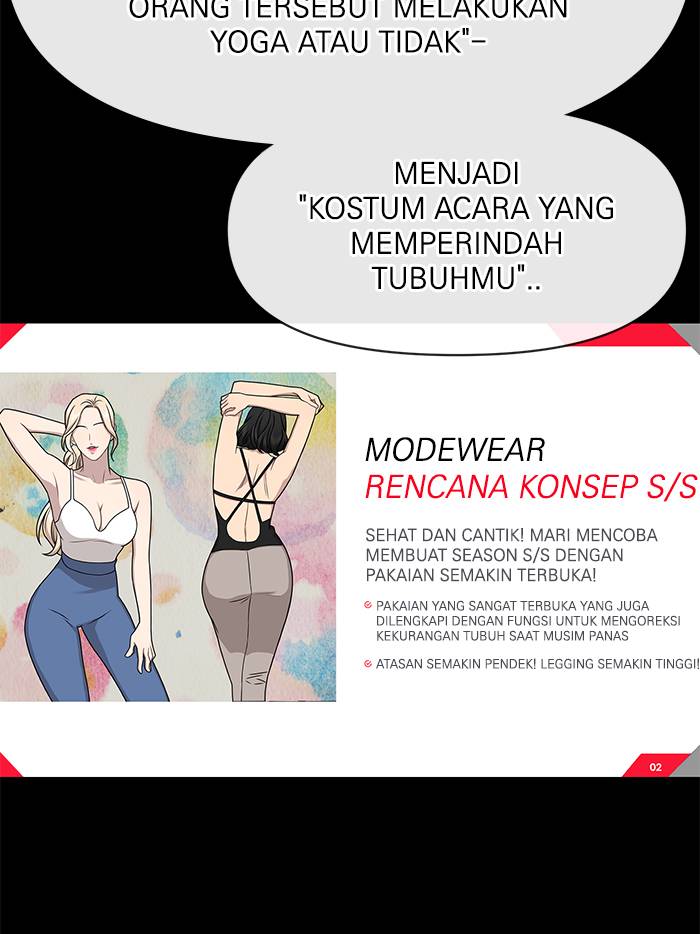 ORANG TERSEBUT MELAKUKAN
YOGA ATAU TIDAK"-
MENJADI
"KOSTUM ACARA YANG
MEMPERINDAH
TUBUHMU"..
MODEWEAR
RENCANA KONSEP S/S
SEHAT DAN CANTIK! MARI MENCOBA
MEMBUAT SEASON S/S DENGAN
PAKAIAN SEMAKIN TERBUKA!
PAKAIAN YANG SANGAT TERBUKA YANG JUGA
DILENGKAPI DENGAN FUNGSI UNTUK MENGOREKSI
KEKURANGAN TUBUH SAAT MUSIM PANAS
ATASAN SEMAKIN PENDEK! LEGGING SEMAKIN TINGGI!
02